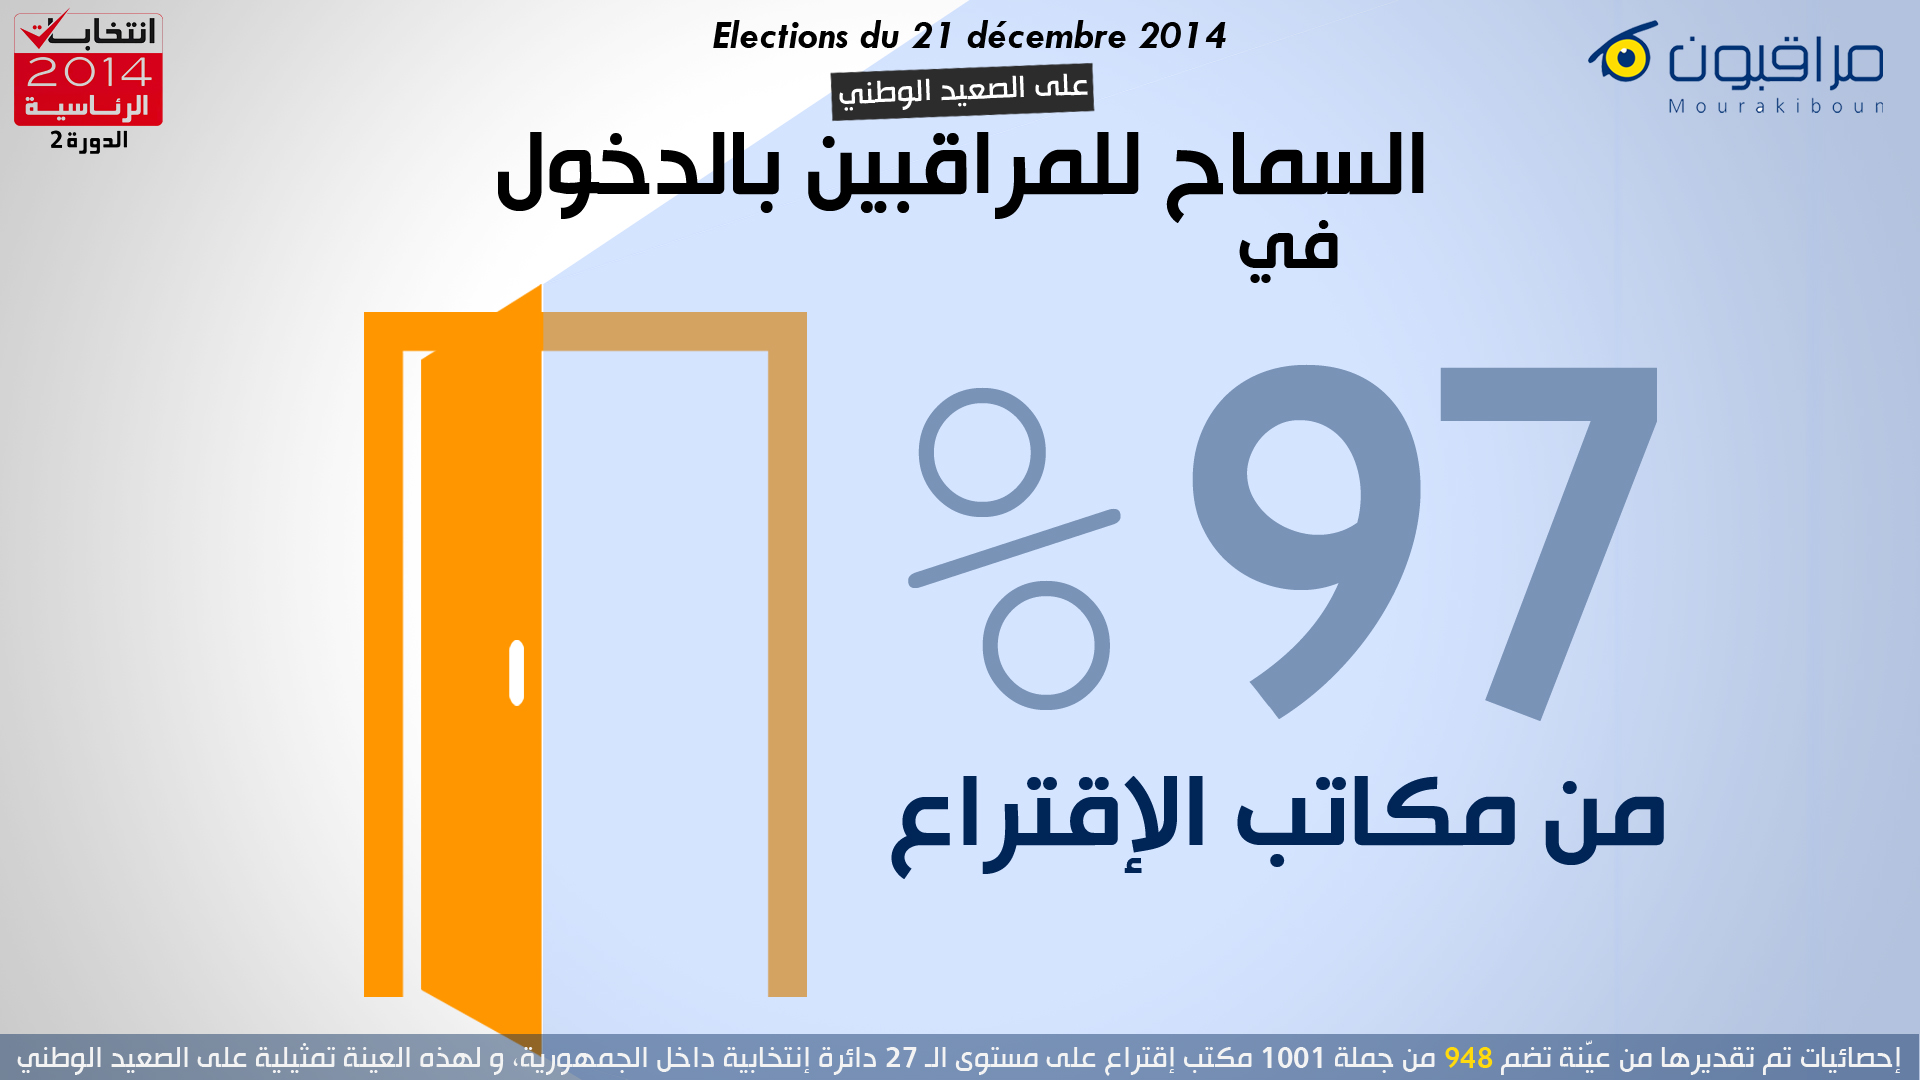 انتخابات
2014
الرئاسية
الدورة 2
Elections du 21 décembre 2014
مراقبون
Mourakiboun
على الصعيد الوطني
السماح للمراقبين بالدخول
في
% 97
من مكاتب الإقتراع
إحصائيات تم تقديرها من عيّنة تضم 948 من جملة 1001 مكتب إقتراع على مستوى الـ 27 دائرة إنتخابية داخل الجمهورية، و لهذه العينة تمثيلية على الصعيد الوطني